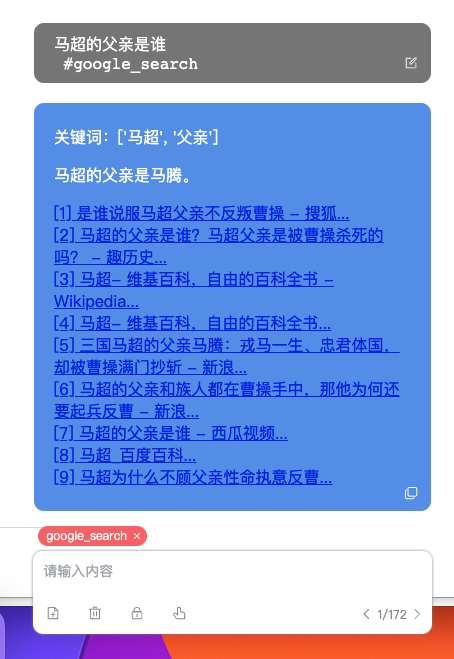 马超的父亲是谁
#google_search
关键词：['马超', '父亲']
马超的父亲是马腾。
[1] 是谁说服马超父亲不反叛曹操 – 搜狐...
[2] 马超的父亲是谁？马超父亲是被曹操杀死的
吗？ – 趣历史...
[3] 马超– 维基百科，自由的百科全书 –
Wikipedia...
[4] 马超– 维基百科，自由的百科全书...
[5] 三国马超的父亲马腾：戎马一生、忠君体国，
却被曹操满门抄斩 – 新浪...
[6] 马超的父亲和族人都在曹操手中，那他为何还
要起兵反曹 – 新浪...
[7] 马超的父亲是谁 – 西瓜视频...
[8] 马超_百度百科...
[9] 马超为什么不顾父亲性命执意反曹...
google_search ×
请输入内容
1/172